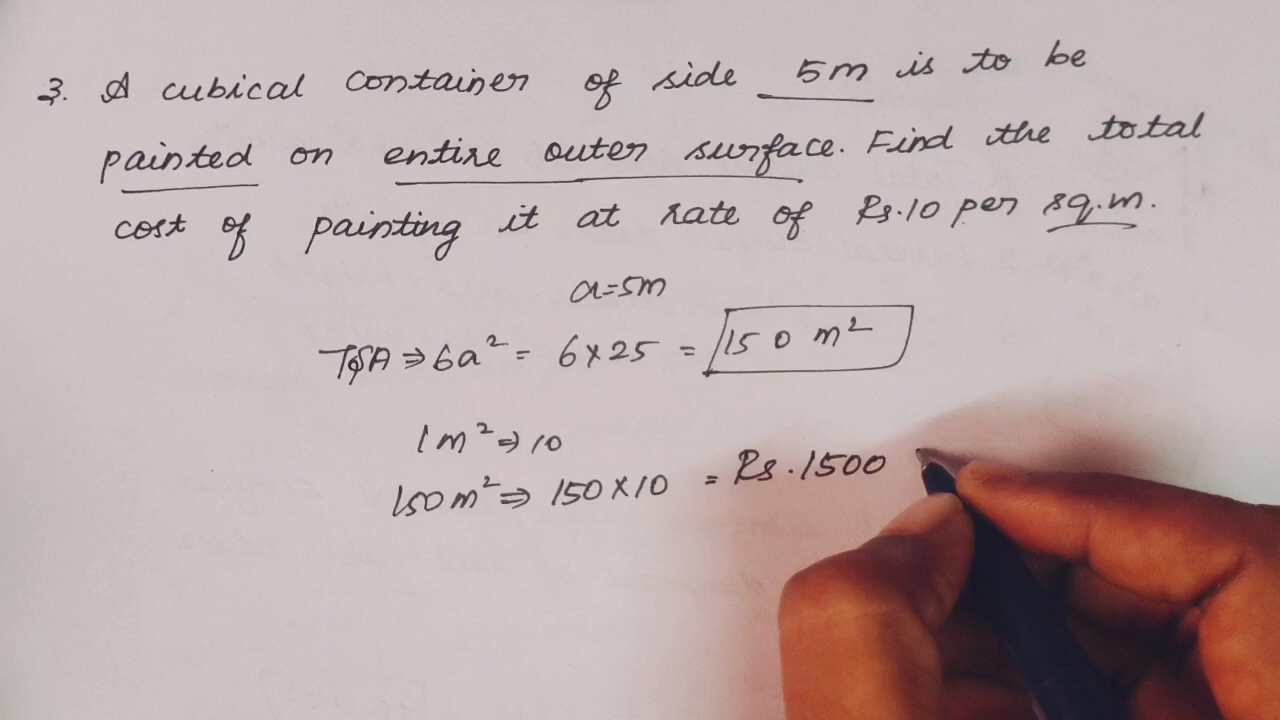 3. A cubical container of side 5m is to be
painted on entire outer surface. Find the total
cost of painting it at rate of Rs.10 per sq.m.
a=5m
TSA ⇒ 6a² = 6×25 = 150 m²
1m² ⇒ 10
150m² ⇒ 150×10 = Rs.1500